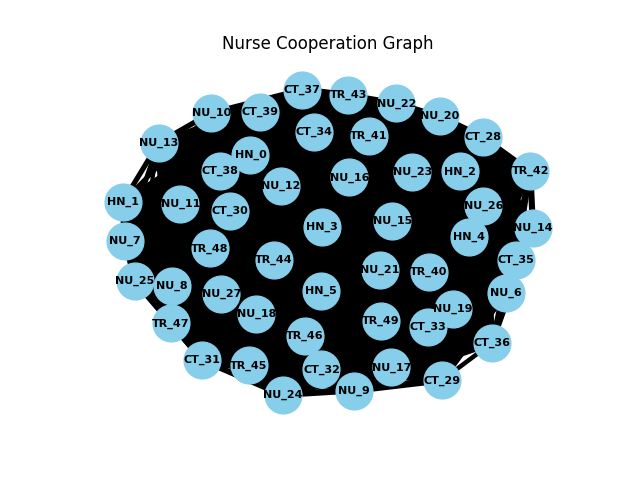 Nurse Cooperation Graph
CT_37
TR_43
NU_22
NU_10
CT_39
NU_20
CT_34
TR_41
CT_28
NU_13
HN_0
CT_38
NU_12
NU_16
NU_23
HN_2
TR_42
HN_1
NU_11
CT_30
NU_26
HN_3
NU_15
NU_14
NU_7
HN_4
TR_48
TR_44
CT_35
NU_21
TR_40
NU_25
NU_8
NU_27
HN_5
NU_6
NU_18
NU_19
TR_47
TR_49
CT_33
TR_46
CT_36
CT_31
TR_45
CT_32
NU_17
CT_29
NU_24
NU_9